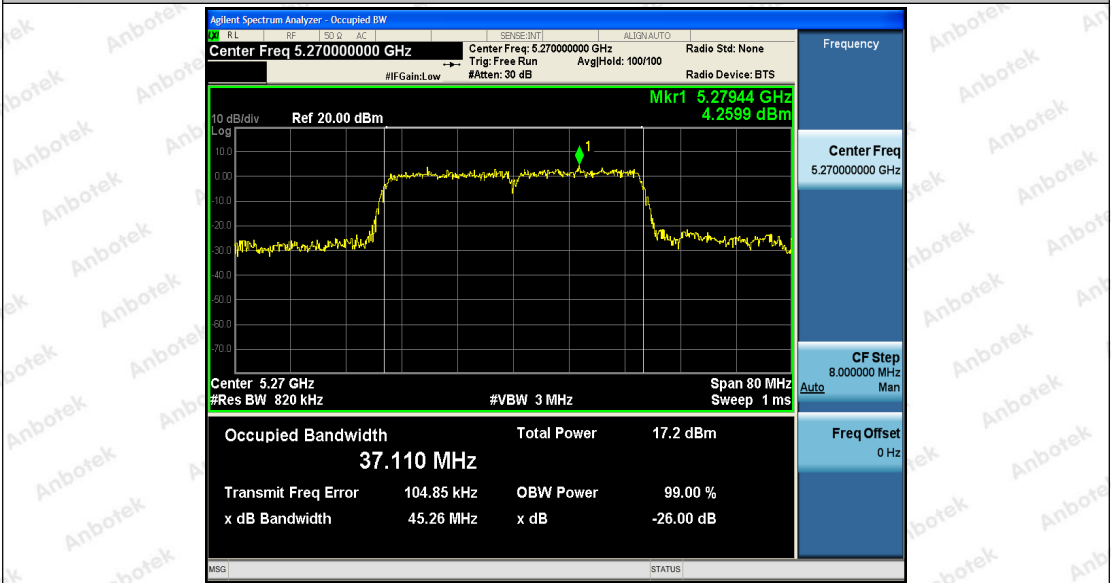 Agilent Spectrum Analyzer - Occupied BW
RL RF 50 Ω AC SENSE:INT ALIGN AUTO
Center Freq 5.270000000 GHz
#IFGain:Low
Center Freq: 5.270000000 GHz
Trig: Free Run Avg|Hold: 100/100
#Atten: 30 dB
Radio Std: None
Radio Device: BTS
Mkr1 5.27944 GHz
4.2599 dBm
10 dB/div Ref 20.00 dBm
Log
10.0
0.00
-10.0
-20.0
-30.0
-40.0
-50.0
-60.0
-70.0
1
Center 5.27 GHz Span 80 MHz
#Res BW 820 kHz #VBW 3 MHz Sweep 1 ms
Occupied Bandwidth Total Power 17.2 dBm
37.110 MHz
Transmit Freq Error 104.85 kHz OBW Power 99.00 %
x dB Bandwidth 45.26 MHz x dB -26.00 dB
MSG STATUS
Frequency
Center Freq
5.270000000 GHz
CF Step
8.000000 MHz
Auto Man
Freq Offset
0 Hz
Anbotek